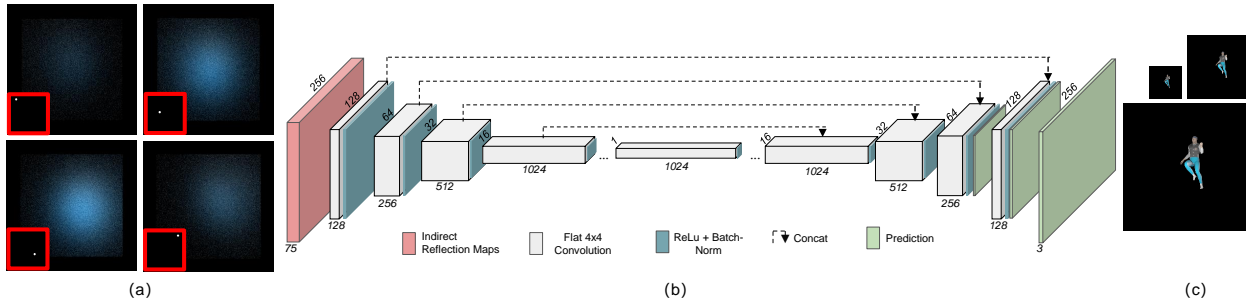 256
128
64
32
16
1
16
32
64
128
256
75
128
256
512
1024
...
1024
...
1024
512
256
128
3
Indirect
Reflection Maps
Flat 4x4
Convolution
ReLu + Batch-
Norm
Concat
Prediction
(a)
(b)
(c)